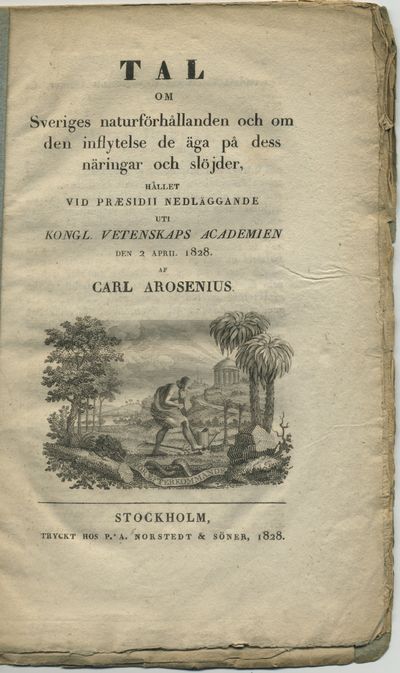 TAL
OM
Sveriges naturförhållanden och om
den inflytelse de äga på dess
näringar och slöjder,
HÅLLET
VID PRÆSIDII NEDLÄGGANDE
UTI
KONGL. VETENSKAPS ACADEMIEN
DEN 2 APRIL 1828.
AF
CARL AROSENIUS.
EFTERKOMMANDE
STOCKHOLM,
TRYCKT HOS P. A. NORSTEDT & SÖNER, 1828.